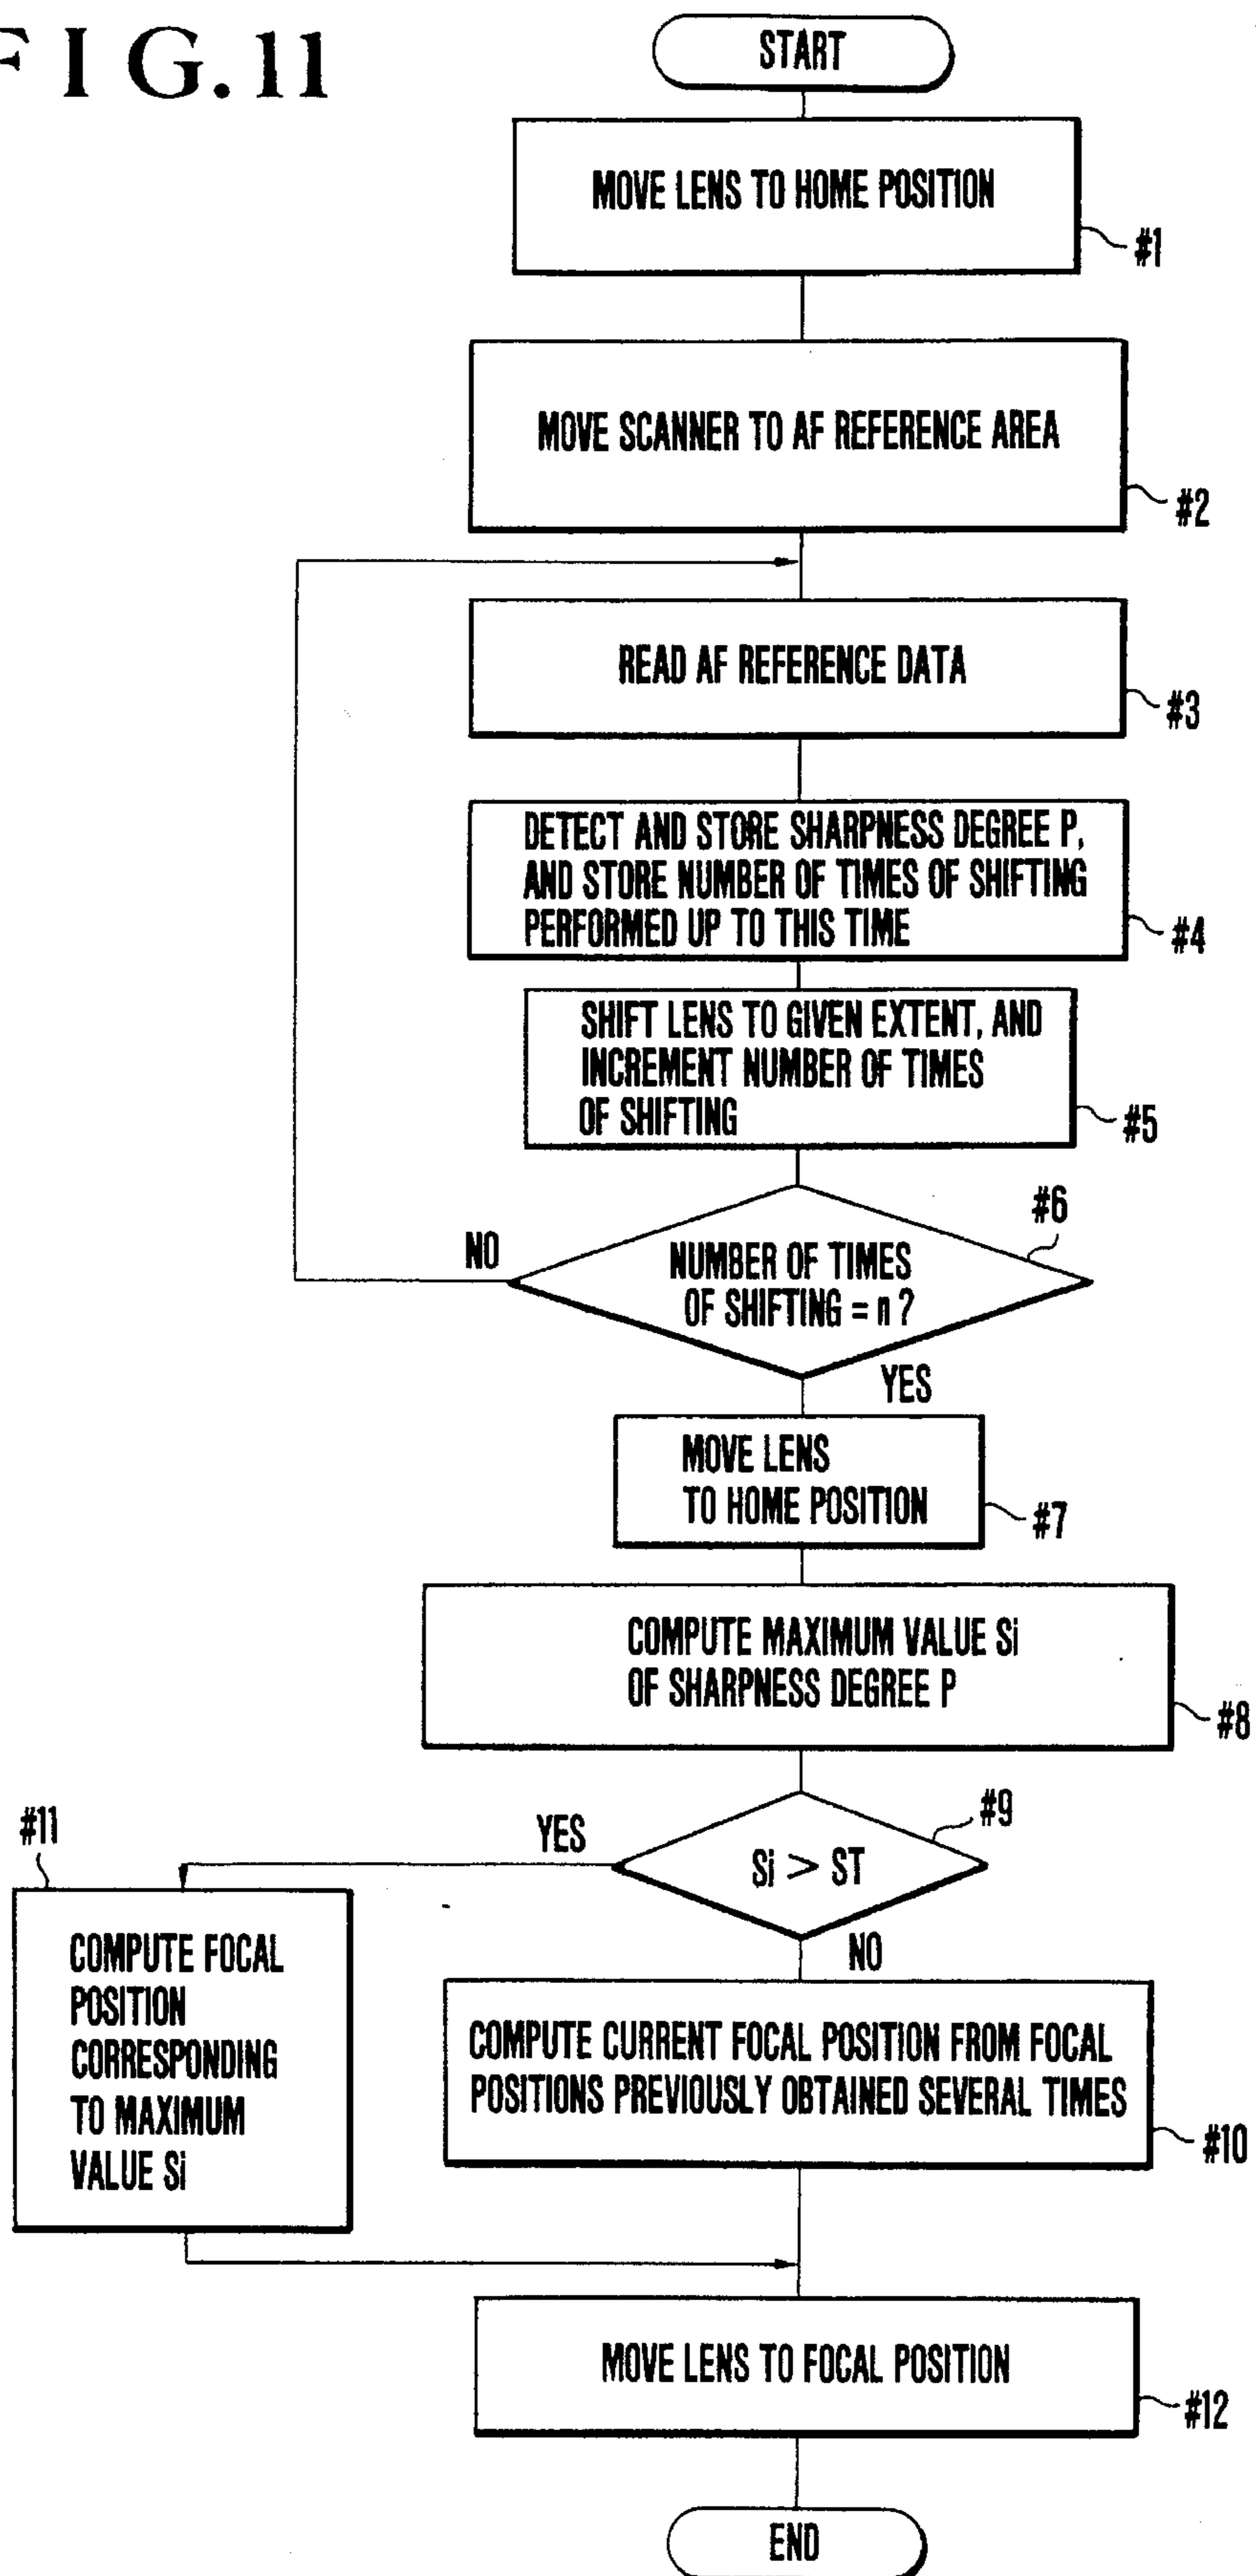 FIG.11
START
MOVE LENS TO HOME POSITION
#1
MOVE SCANNER TO AF REFERENCE AREA
#2
READ AF REFERENCE DATA
#3
DETECT AND STORE SHARPNESS DEGREE P,
AND STORE NUMBER OF TIMES OF SHIFTING
PERFORMED UP TO THIS TIME
#4
SHIFT LENS TO GIVEN EXTENT, AND
INCREMENT NUMBER OF TIMES
OF SHIFTING
#5
#6
NO
NUMBER OF TIMES
OF SHIFTING = n ?
YES
MOVE LENS
TO HOME POSITION
#7
COMPUTE MAXIMUM VALUE Si
OF SHARPNESS DEGREE P
#8
#9
#11
YES
Si > ST
NO
COMPUTE FOCAL
POSITION
CORRESPONDING
TO MAXIMUM
VALUE Si
COMPUTE CURRENT FOCAL POSITION FROM FOCAL
POSITIONS PREVIOUSLY OBTAINED SEVERAL TIMES
#10
MOVE LENS TO FOCAL POSITION
#12
END